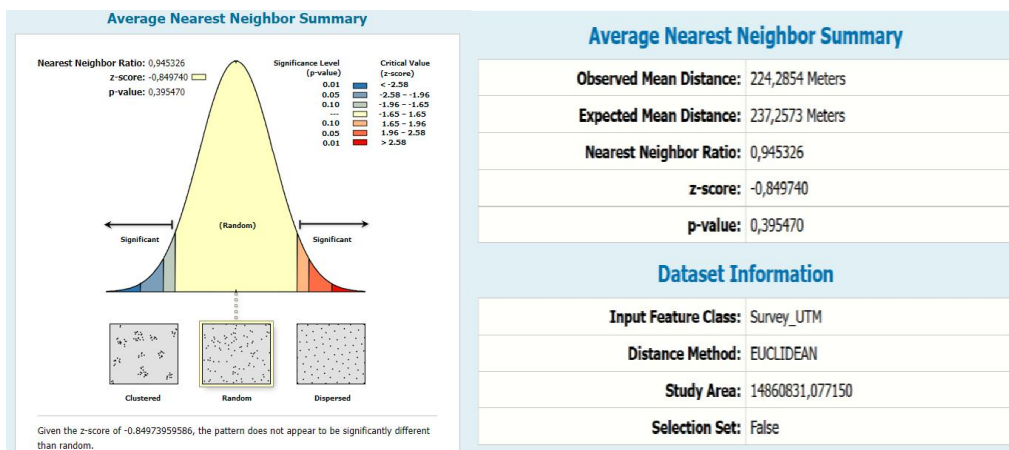 Average Nearest Neighbor Summary
Nearest Neighbor Ratio: 0,945326
z-score: -0,849740
p-value: 0,395470
Significance Level
(p-value)
Critical Value
(z-score)
0.01 < -2.58
0.05 -2.58 - -1.96
0.10 -1.96 - -1.65
--- -1.65 - 1.65
0.10 1.65 - 1.96
0.05 1.96 - 2.58
0.01 > 2.58
(Random)
Significant
Significant
Clustered
Random
Dispersed
Given the z-score of -0.84973959586, the pattern does not appear to be significantly different
than random.
Average Nearest Neighbor Summary
Observed Mean Distance: 224,2854 Meters
Expected Mean Distance: 237,2573 Meters
Nearest Neighbor Ratio: 0,945326
z-score: -0,849740
p-value: 0,395470
Dataset Information
Input Feature Class: Survey_UTM
Distance Method: EUCLIDEAN
Study Area: 14860831,077150
Selection Set: False